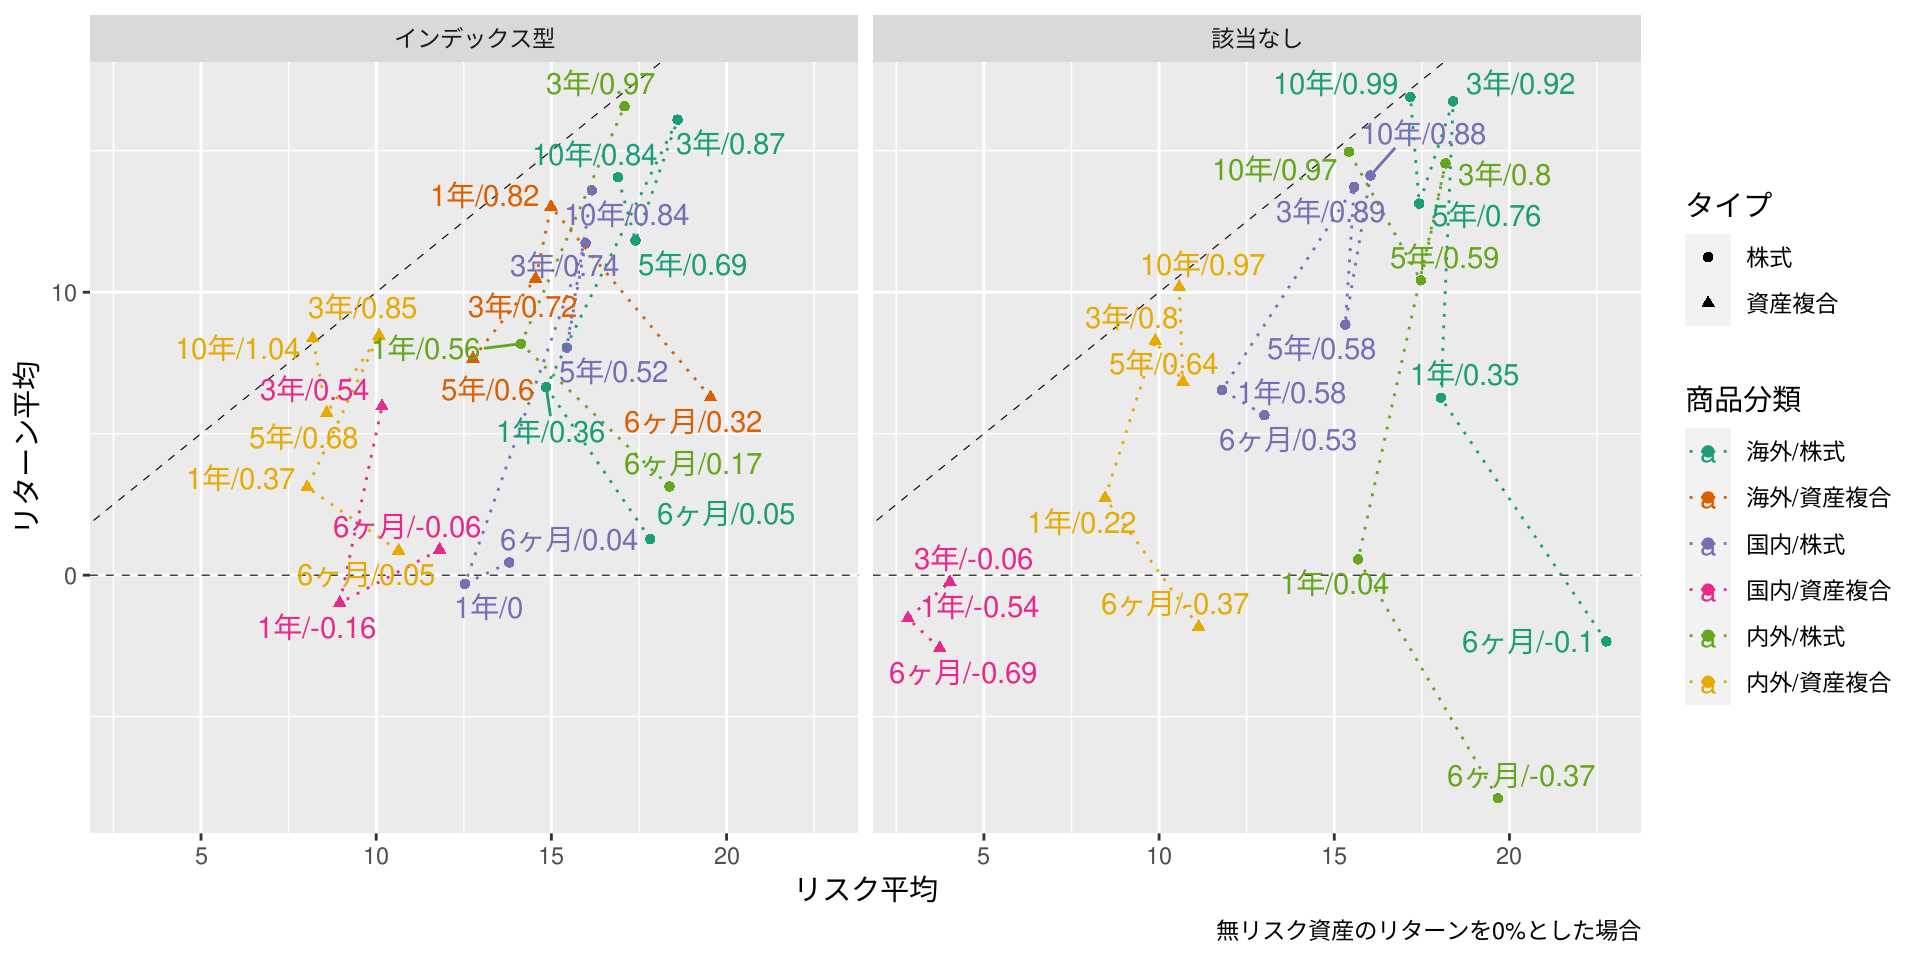 インデックス型
該当なし
3年/0.97
3年/0.87
10年/0.84
1年/0.82
10年/0.84
3年/0.74
5年/0.69
3年/0.72
3年/0.85
10年/1.04
1年/0.56
3年/0.54
5年/0.6
5年/0.52
6ヶ月/0.32
1年/0.36
5年/0.68
1年/0.37
6ヶ月/0.17
6ヶ月/0.05
6ヶ月/-0.06
6ヶ月/0.04
6ヶ月/0.05
1年/0
1年/-0.16
10年/0.99
3年/0.92
10年/0.88
10年/0.97
3年/0.8
3年/0.89
5年/0.76
5年/0.59
10年/0.97
3年/0.8
5年/0.64
5年/0.58
1年/0.58
1年/0.35
6ヶ月/0.53
1年/0.22
3年/-0.06
1年/0.04
1年/-0.54
6ヶ月/-0.37
6ヶ月/-0.1
6ヶ月/-0.69
6ヶ月/-0.37
10
0
リターン平均
5
10
15
20
5
10
15
20
リスク平均
タイプ
株式
資産複合
商品分類
a 海外/株式
a 海外/資産複合
a 国内/株式
a 国内/資産複合
a 内外/株式
a 内外/資産複合
無リスク資産のリターンを0%とした場合